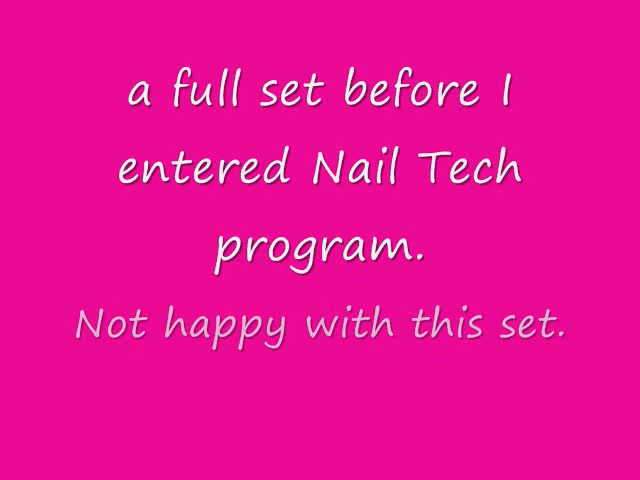 a full set before I
entered Nail Tech
program.
Not happy with this set.